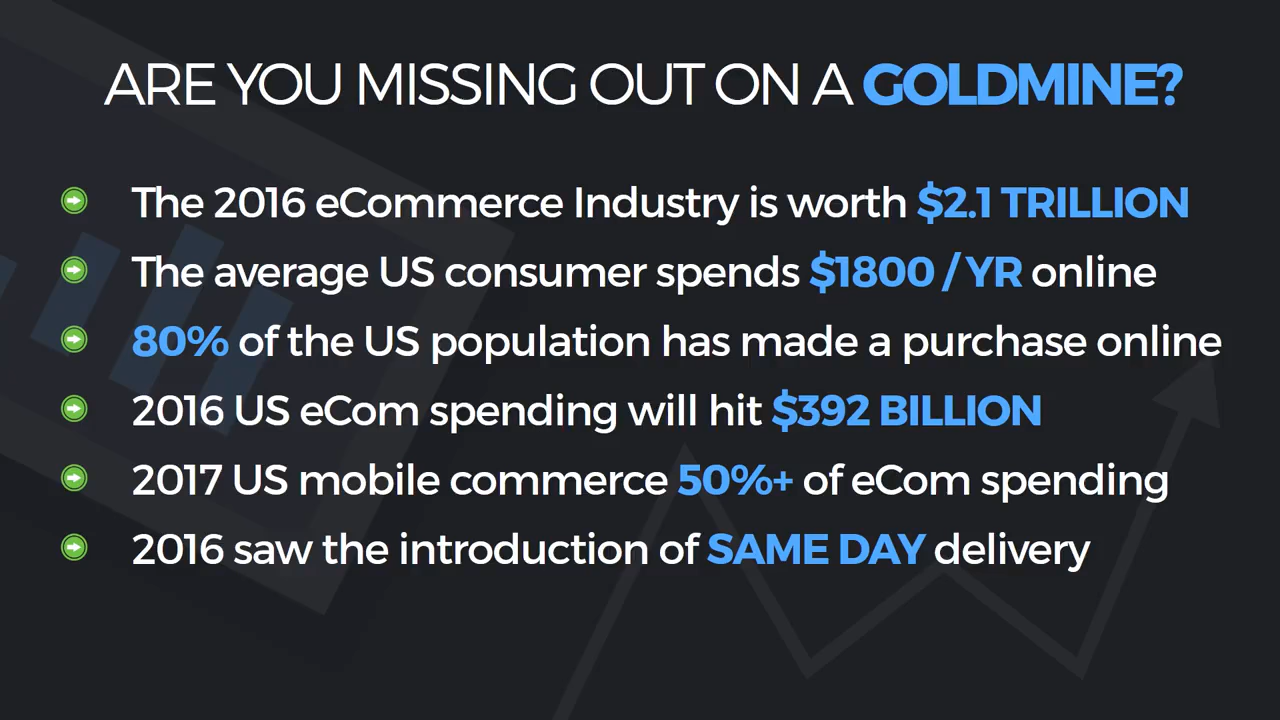 ARE YOU MISSING OUT ON A GOLDMINE?
The 2016 eCommerce Industry is worth $2.1 TRILLION
The average US consumer spends $1800 / YR online
80% of the US population has made a purchase online
2016 US eCom spending will hit $392 BILLION
2017 US mobile commerce 50%+ of eCom spending
2016 saw the introduction of SAME DAY delivery